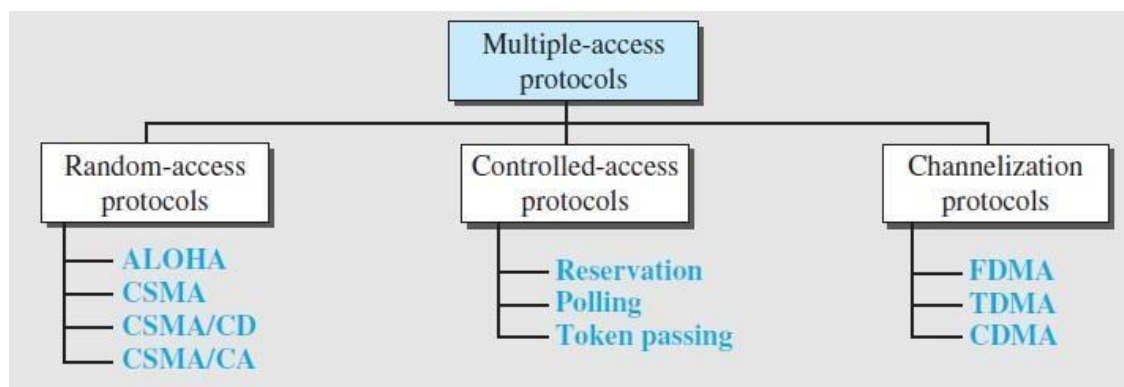 Multiple-access
protocols
Random-access
protocols
Controlled-access
protocols
Channelization
protocols
ALOHA
CSMA
CSMA/CD
CSMA/CA
Reservation
Polling
Token passing
FDMA
TDMA
CDMA